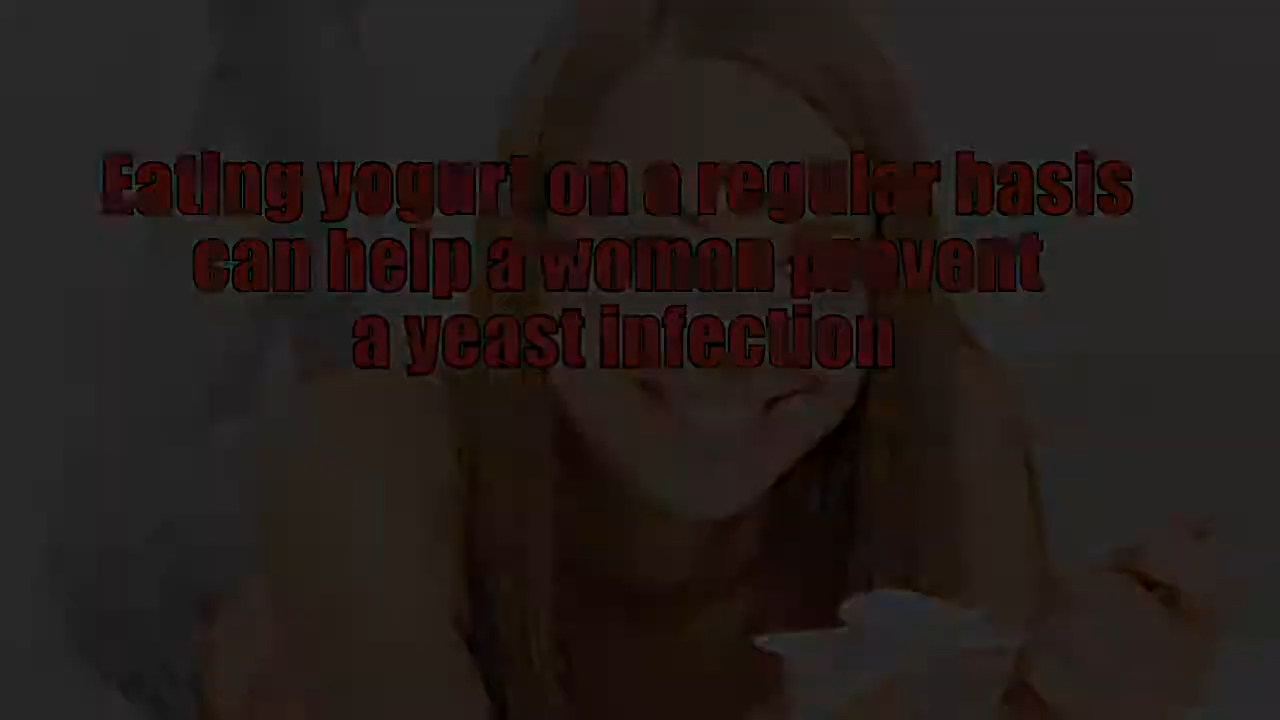 Eating yogurt on a regular basis
can help a woman prevent
a yeast infection